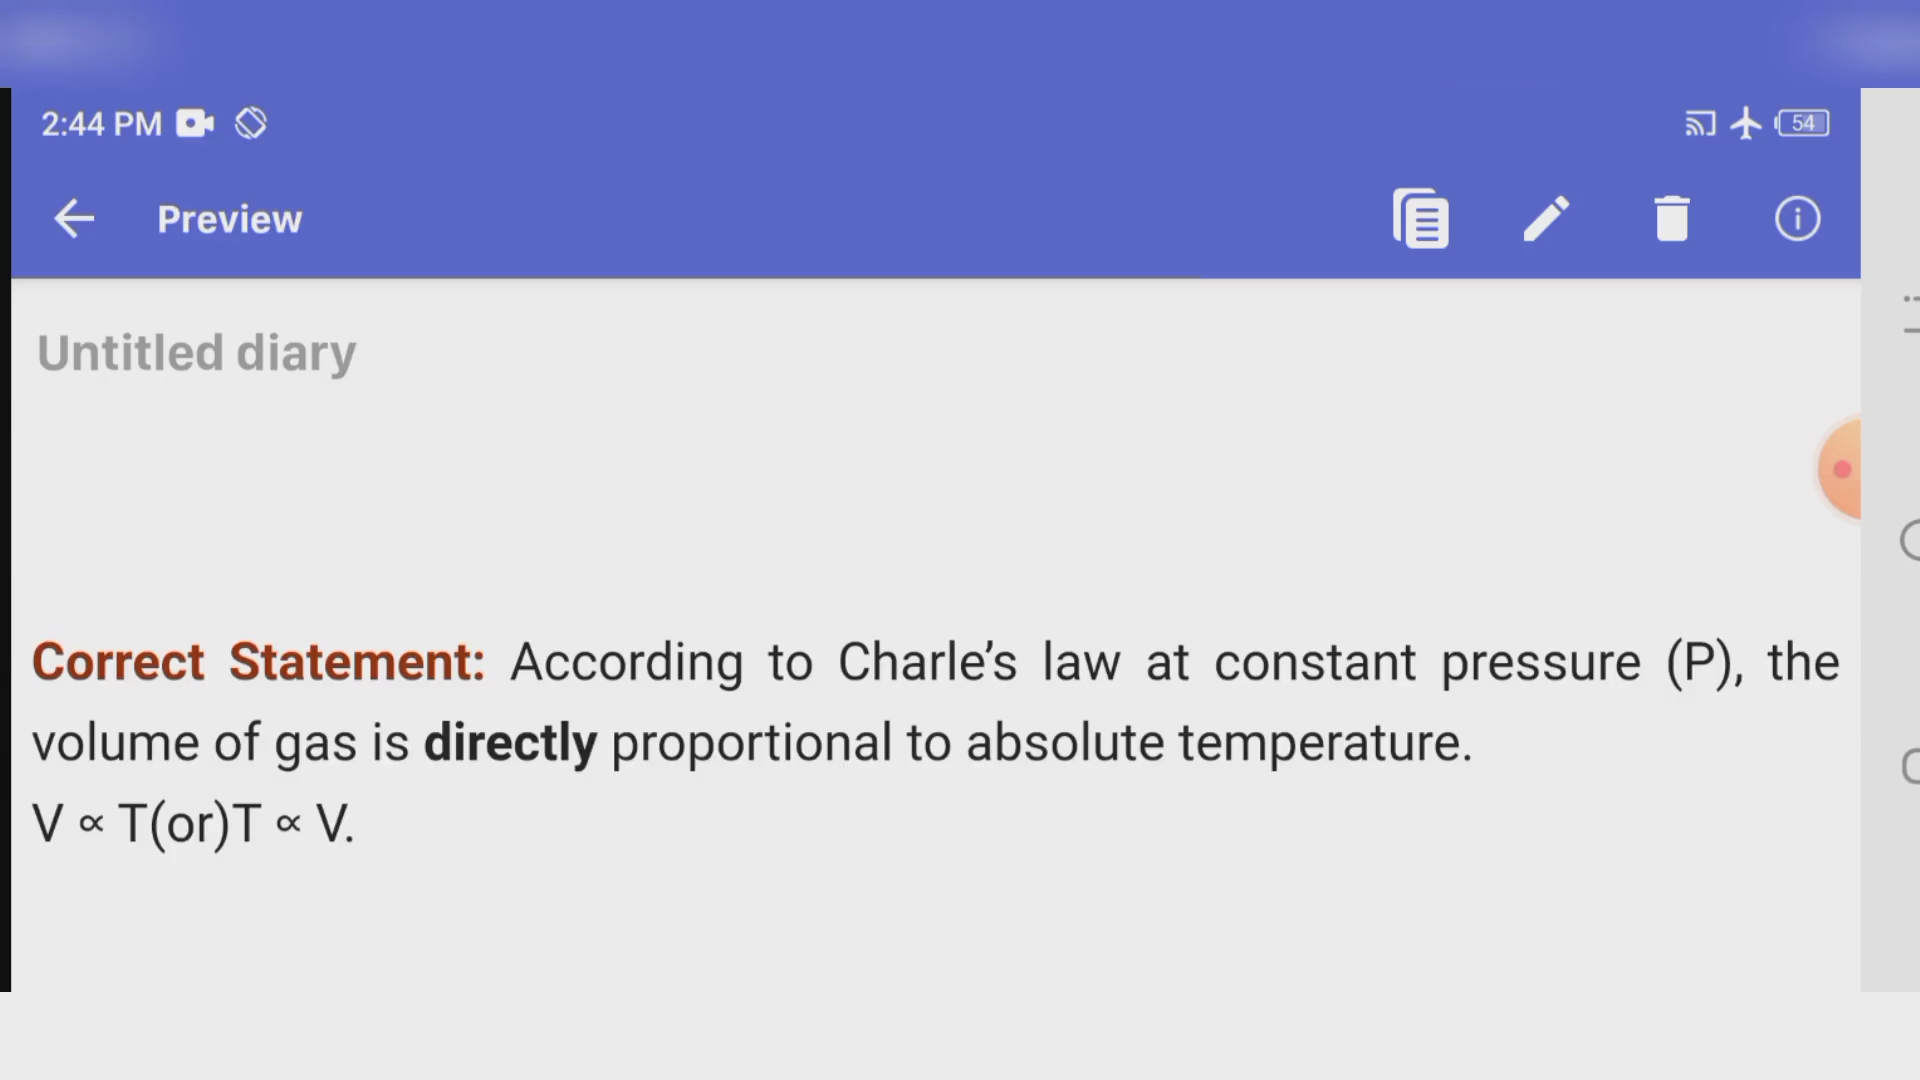 2:44 PM
54
Preview
Untitled diary
Correct Statement: According to Charle’s law at constant pressure (P), the
volume of gas is directly proportional to absolute temperature.
V ∝ T(or)T ∝ V.